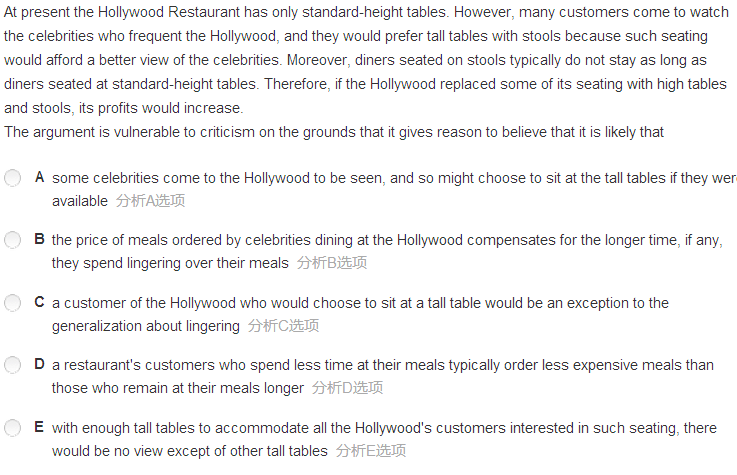 At present the Hollywood Restaurant has only standard-height tables. However, many customers come to watch
the celebrities who frequent the Hollywood, and they would prefer tall tables with stools because such seating
would afford a better view of the celebrities. Moreover, diners seated on stools typically do not stay as long as
diners seated at standard-height tables. Therefore, if the Hollywood replaced some of its seating with high tables
and stools, its profits would increase.
The argument is vulnerable to criticism on the grounds that it gives reason to believe that it is likely that
A some celebrities come to the Hollywood to be seen, and so might choose to sit at the tall tables if they wer
available 分析A选项
B the price of meals ordered by celebrities dining at the Hollywood compensates for the longer time, if any,
they spend lingering over their meals 分析B选项
C a customer of the Hollywood who would choose to sit at a tall table would be an exception to the
generalization about lingering 分析C选项
D a restaurant's customers who spend less time at their meals typically order less expensive meals than
those who remain at their meals longer 分析D选项
E with enough tall tables to accommodate all the Hollywood's customers interested in such seating, there
would be no view except of other tall tables 分析E选项